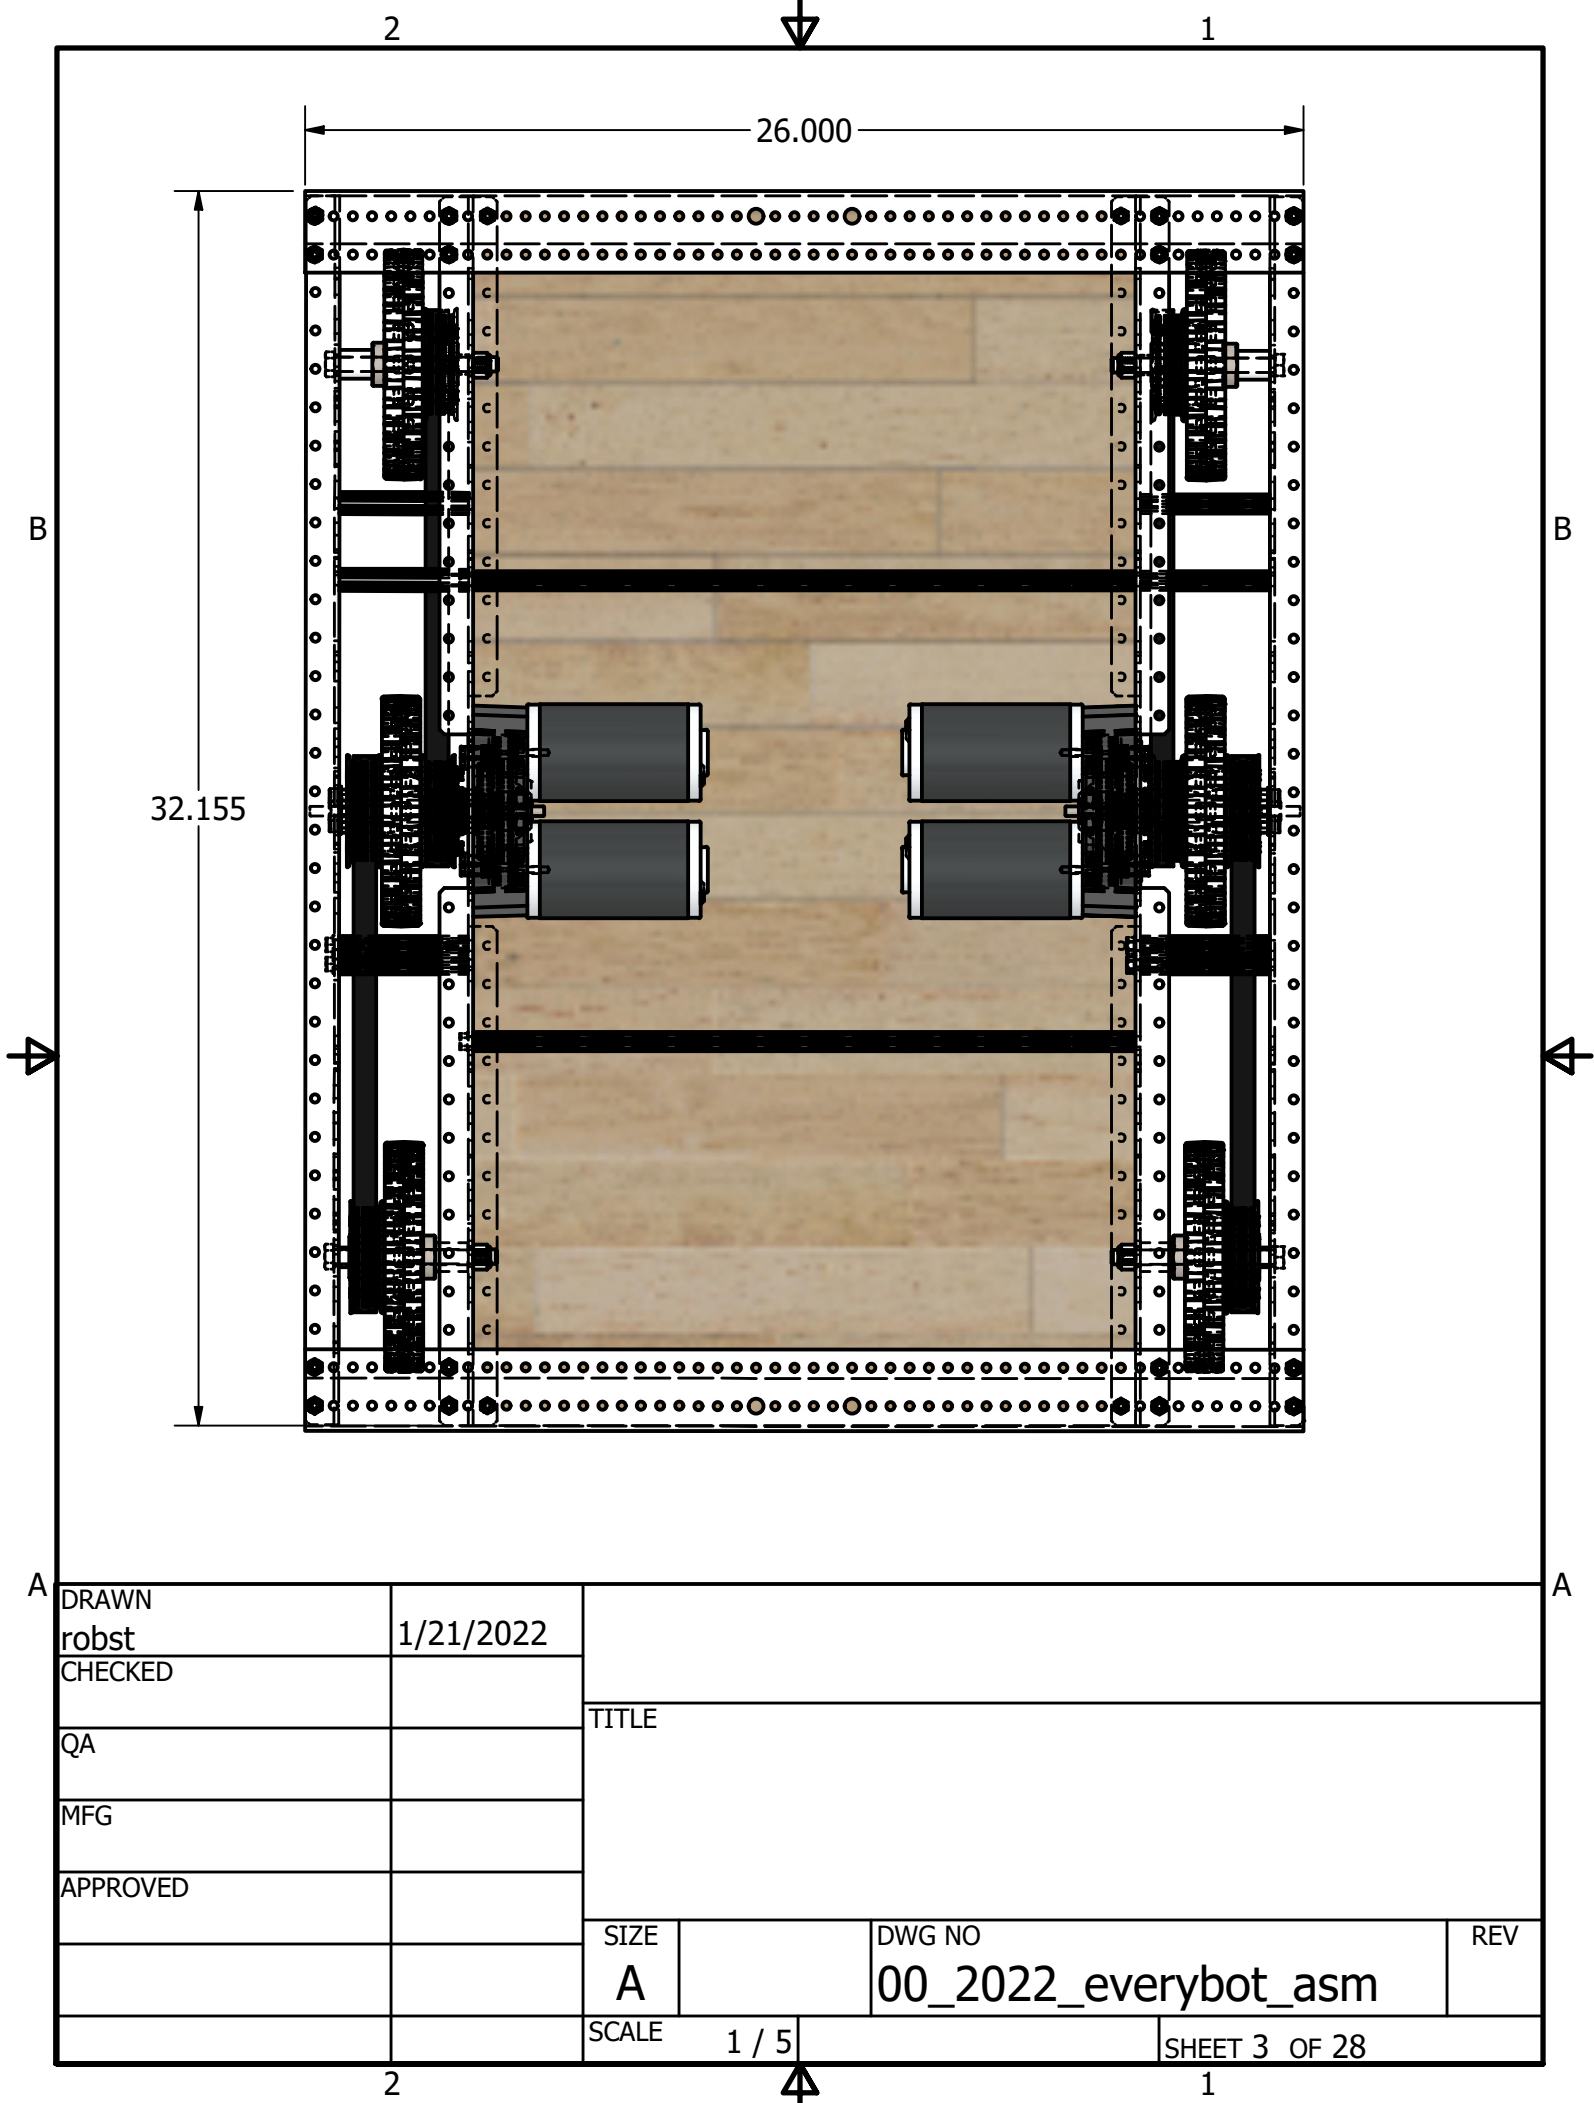 2 1
26.000
32.155
B B
A A
DRAWN
robst 1/21/2022
CHECKED
TITLE
QA
MFG
APPROVED
SIZE DWG NO REV
A 00_2022_everybot_asm
SCALE 1 / 5 SHEET 3 OF 28
2 1